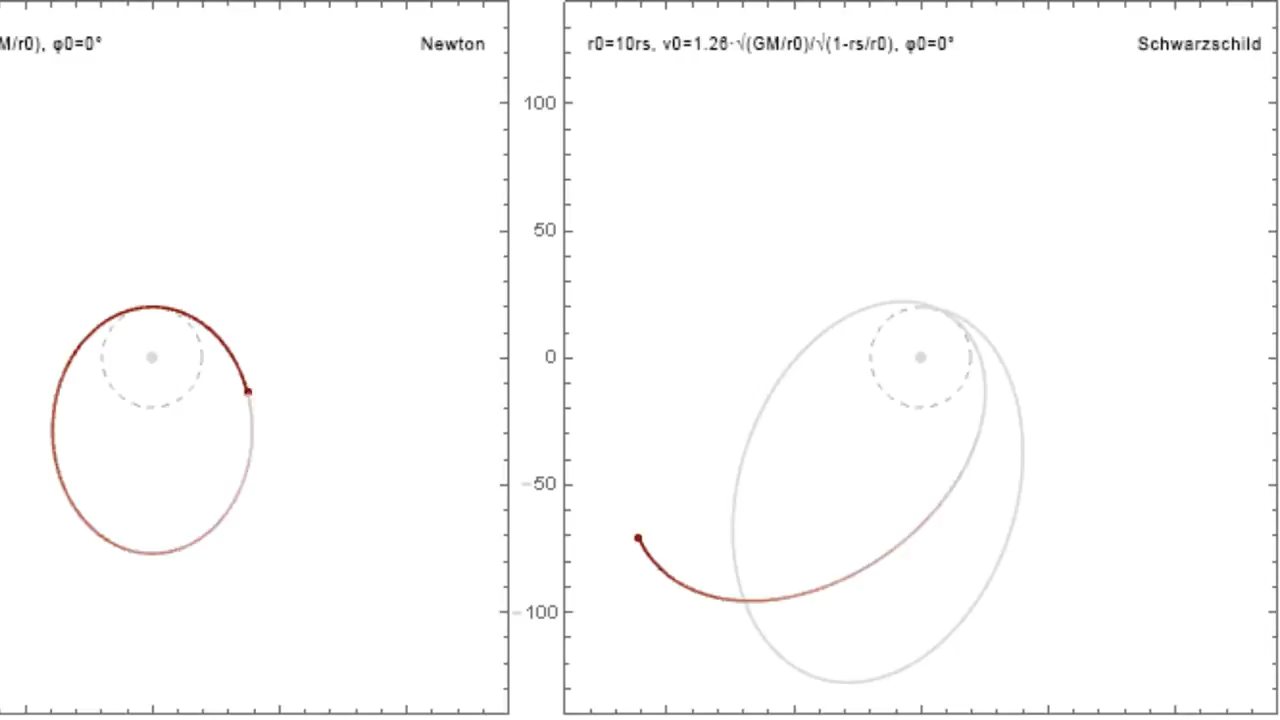 M/r0), φ0=0°
Newton
r0=10rs, v0=1.26·√(GM/r0)/√(1-rs/r0), φ0=0°
Schwarzschild
100
50
0
-50
-100